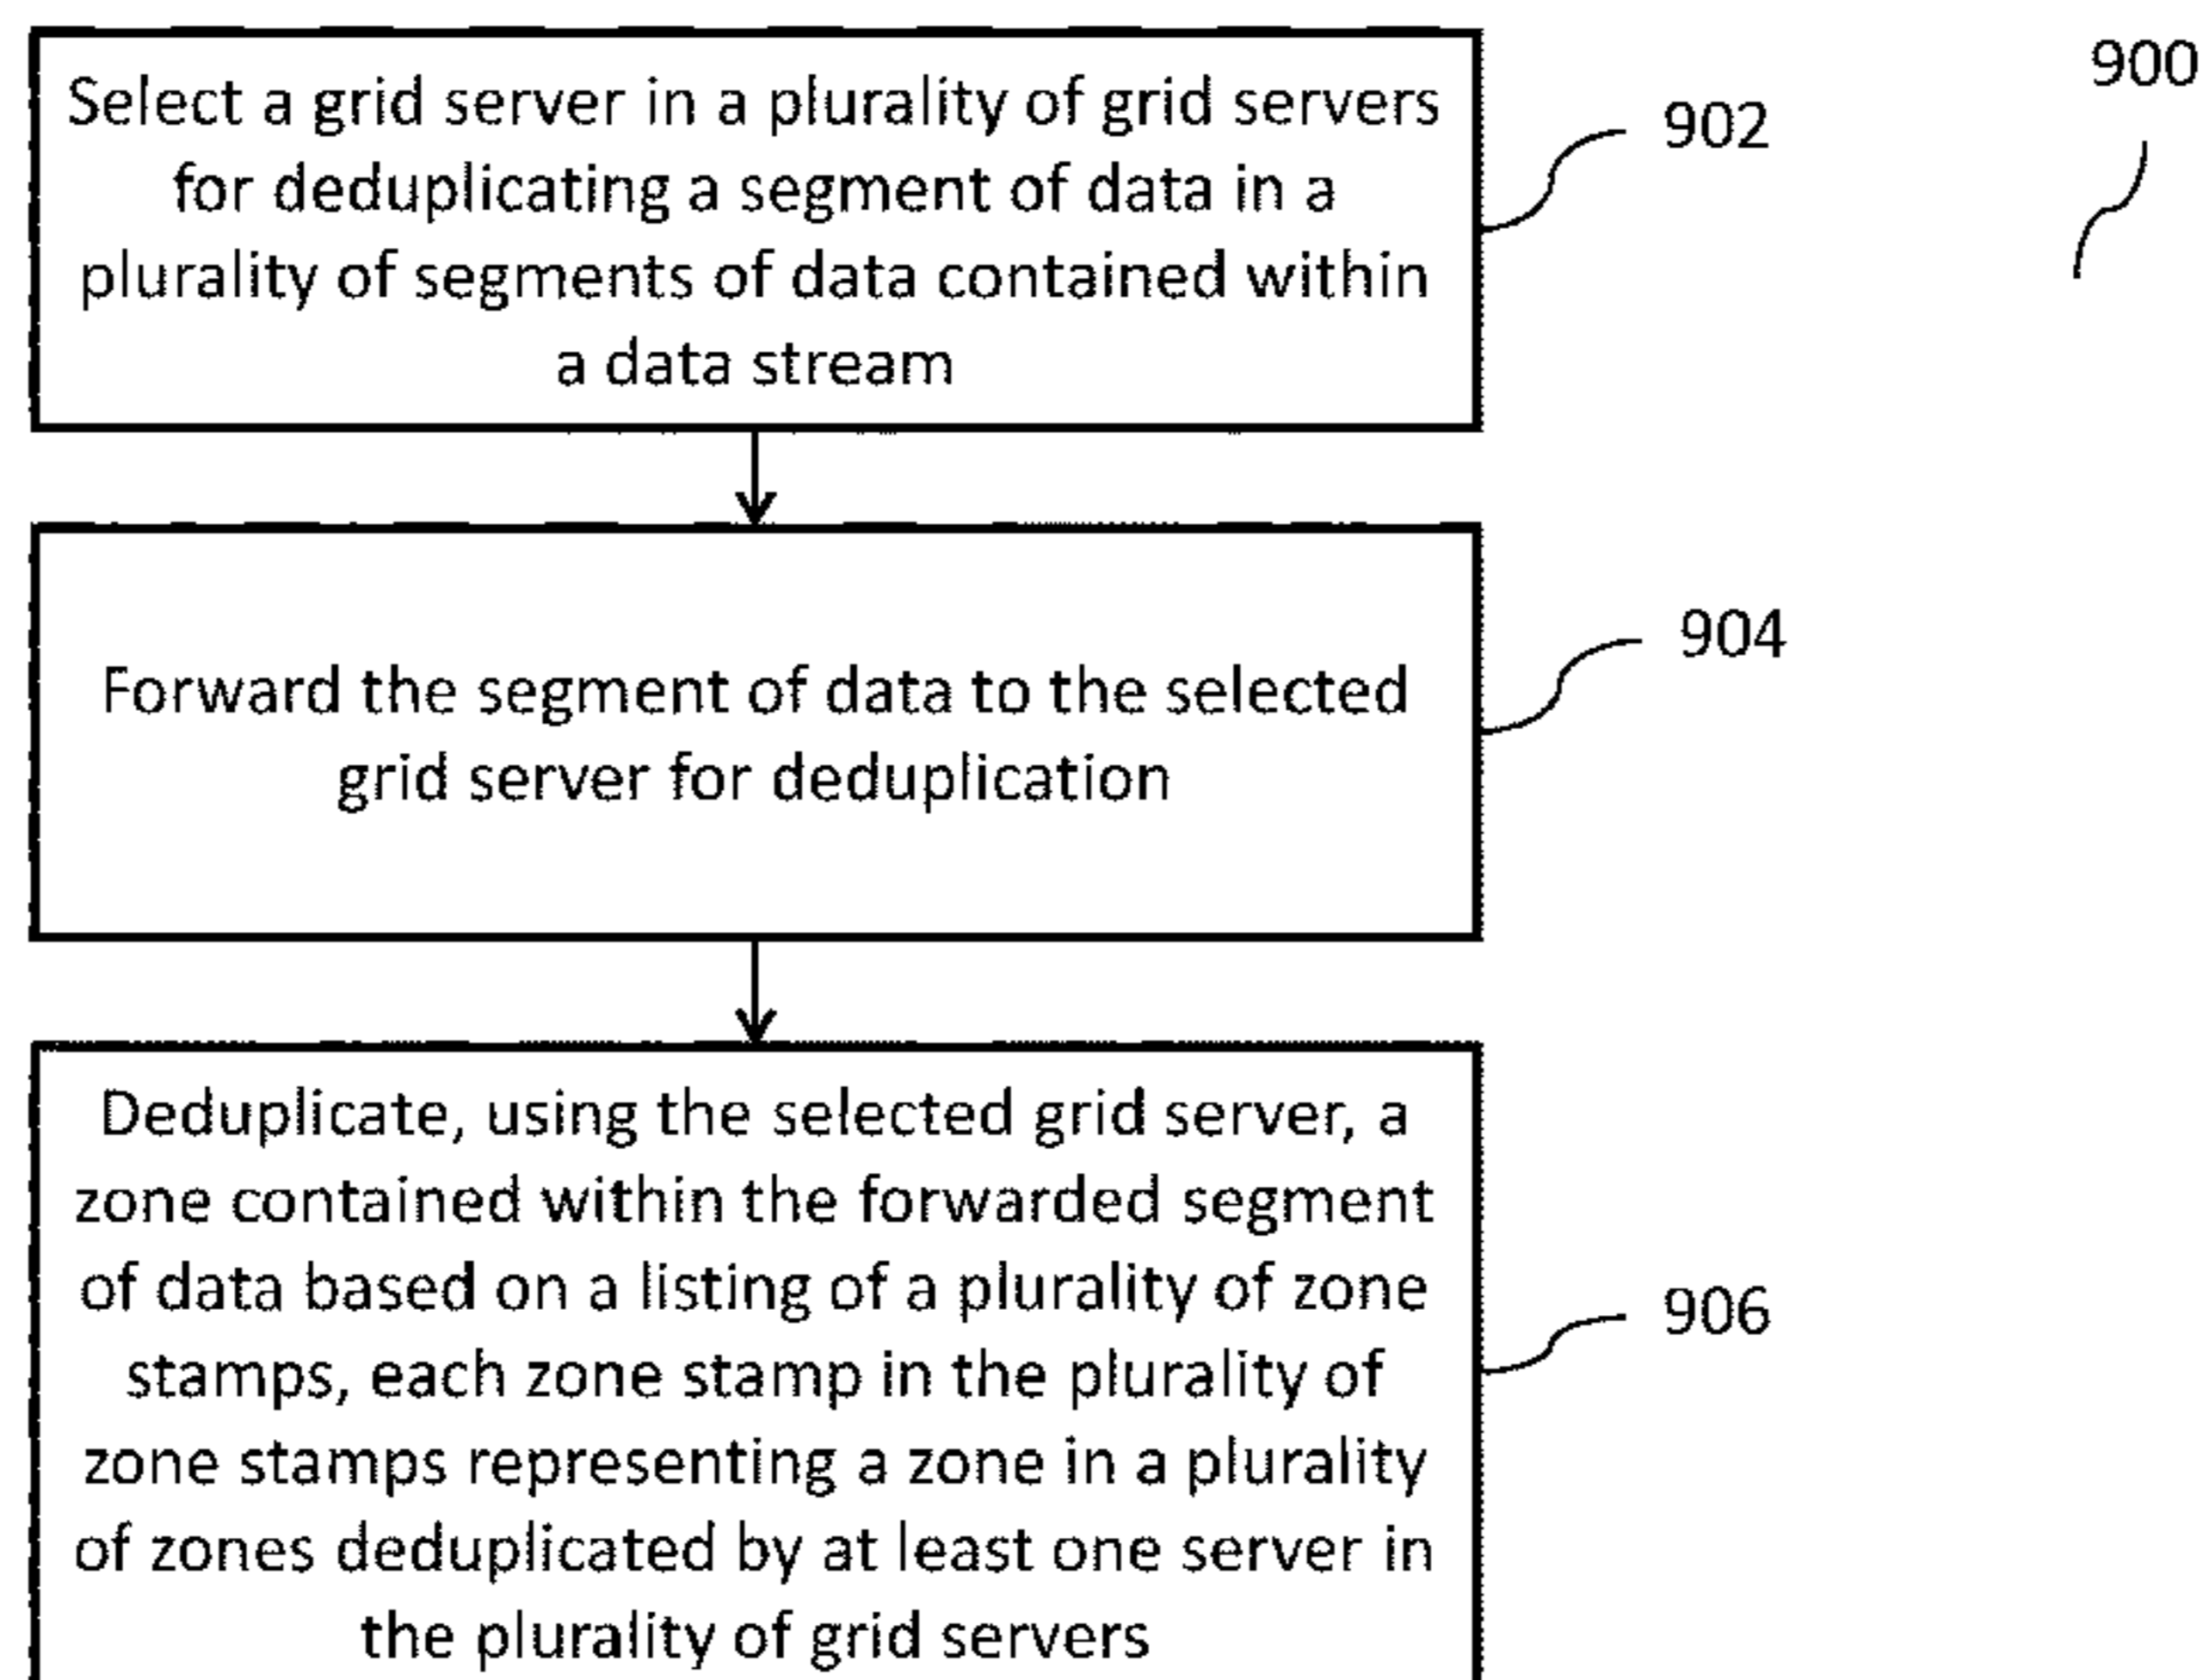 900
Select a grid server in a plurality of grid servers
for deduplicating a segment of data in a
plurality of segments of data contained within
a data stream
902
Forward the segment of data to the selected
grid server for deduplication
904
Deduplicate, using the selected grid server, a
zone contained within the forwarded segment
of data based on a listing of a plurality of zone
stamps, each zone stamp in the plurality of
zone stamps representing a zone in a plurality
of zones deduplicated by at least one server in
the plurality of grid servers
906